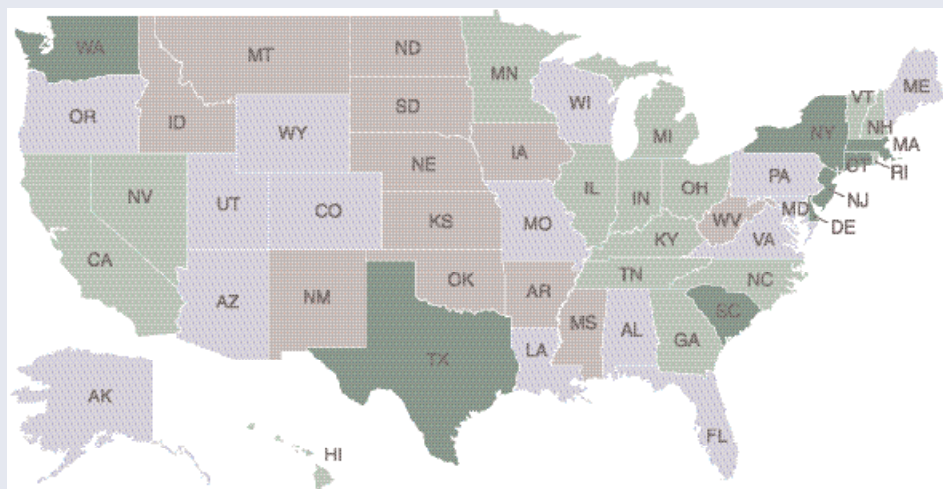 WA
MT
ND
MN
VT
ME
OR
ID
SD
WI
MI
NY
NH
MA
WY
NE
IA
PA
CT
RI
NV
UT
CO
KS
MO
IL
IN
OH
WV
MD
NJ
DE
CA
KY
VA
AZ
NM
OK
AR
TN
NC
TX
LA
MS
AL
GA
SC
AK
HI
FL